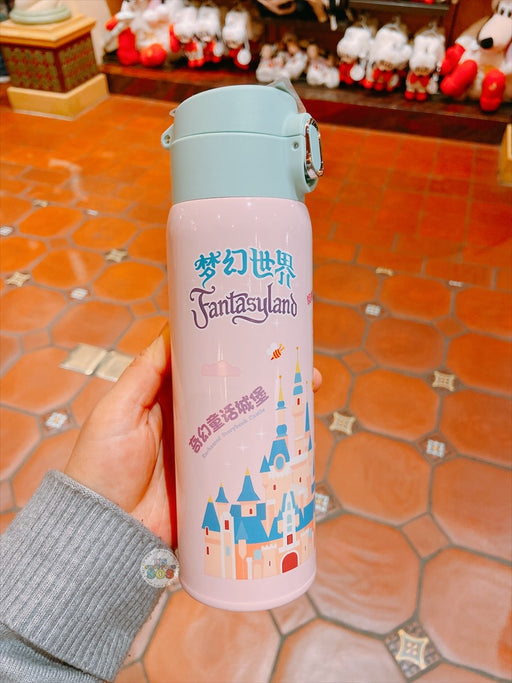 梦幻世界
Fantasyland
奇幻童话城堡
Enchanted Storybook Castle